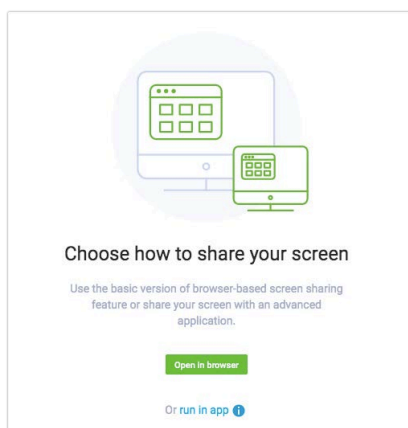 Choose how to share your screen
Use the basic version of browser-based screen sharing
feature or share your screen with an advanced
application.
Open in browser
Or run in app